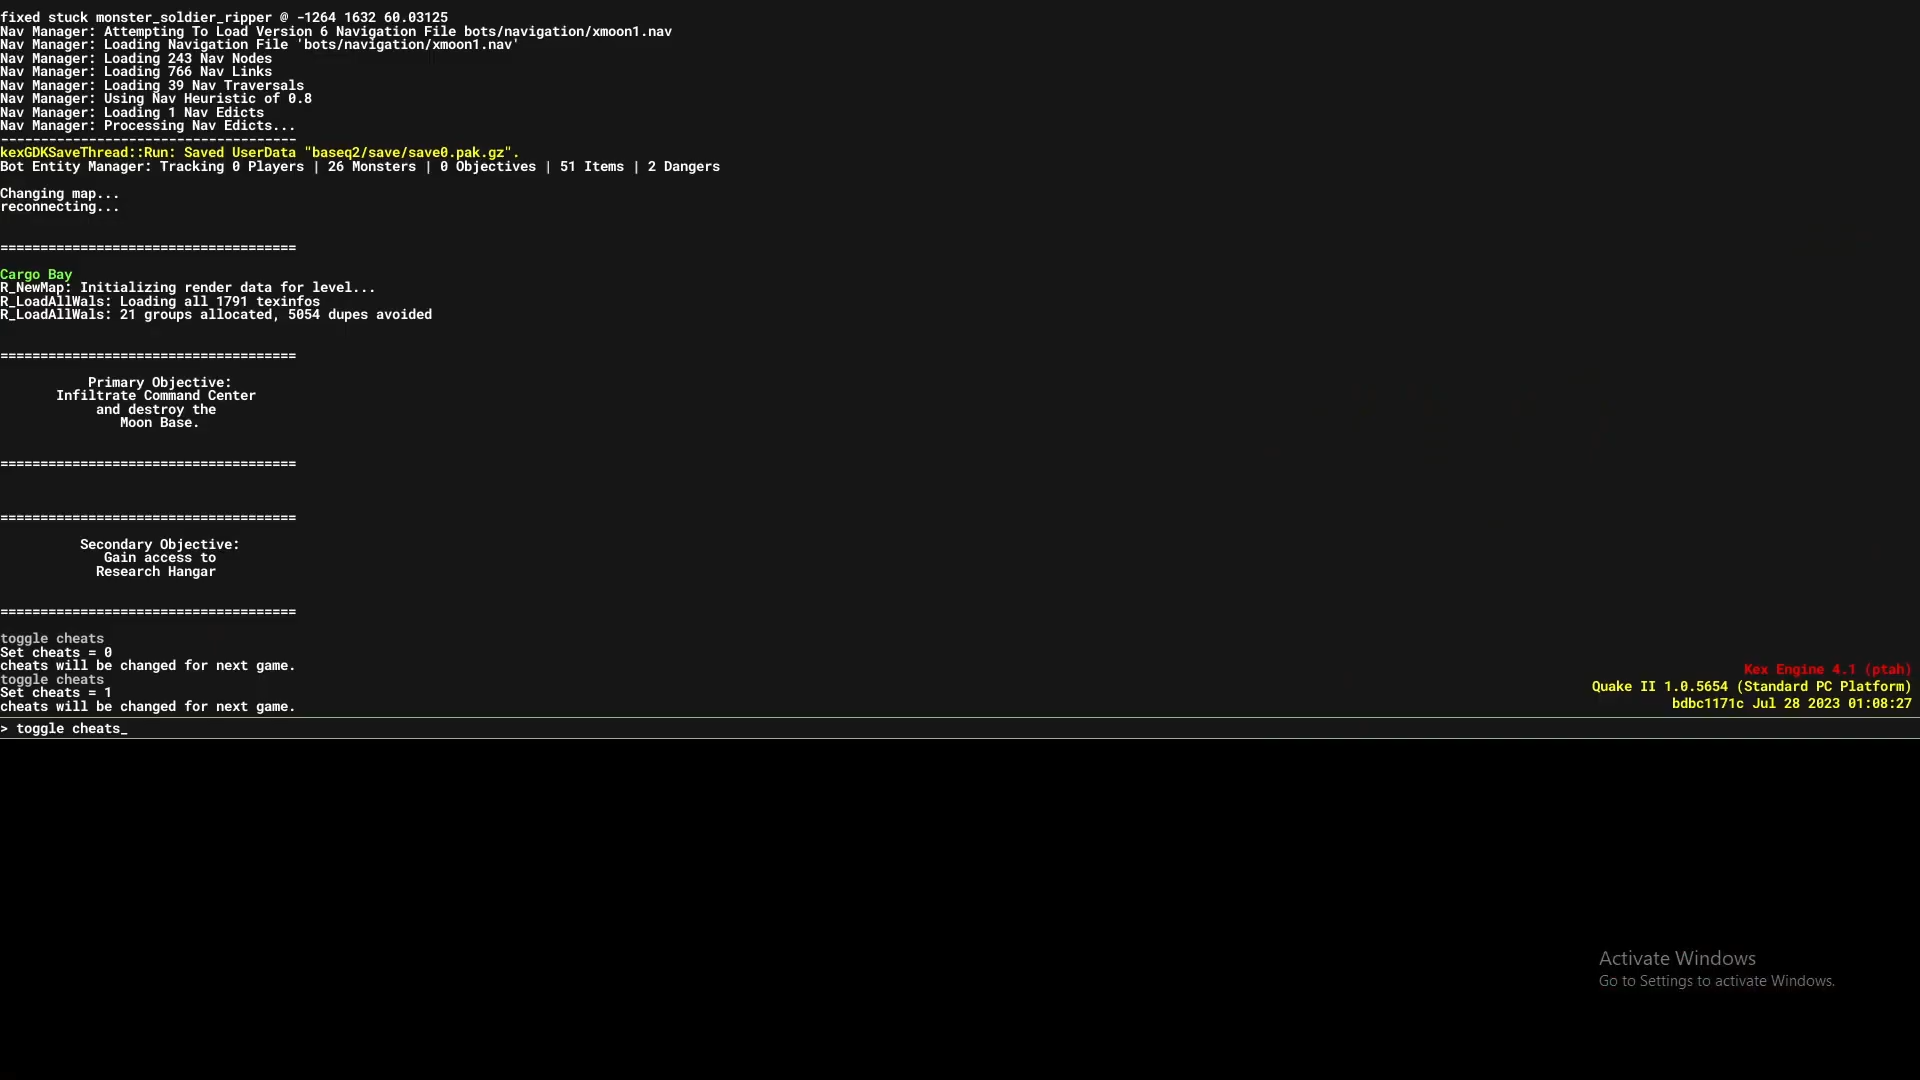 fixed stuck monster_soldier_ripper @ -1264 1632 60.03125
Nav Manager: Attempting To Load Version 6 Navigation File bots/navigation/xmoon1.nav
Nav Manager: Loading Navigation File 'bots/navigation/xmoon1.nav'
Nav Manager: Loading 243 Nav Nodes
Nav Manager: Loading 766 Nav Links
Nav Manager: Loading 39 Nav Traversals
Nav Manager: Using Nav Heuristic of 0.8
Nav Manager: Loading 1 Nav Edicts
Nav Manager: Processing Nav Edicts...
-------------------------------------
kexGDKSaveThread::Run: Saved UserData "baseq2/save/save0.pak.gz".
Bot Entity Manager: Tracking 0 Players | 26 Monsters | 0 Objectives | 51 Items | 2 Dangers
Changing map...
reconnecting...
=====================================
Cargo Bay
R_NewMap: Initializing render data for level...
R_LoadAllWals: Loading all 1791 texinfos
R_LoadAllWals: 21 groups allocated, 5054 dupes avoided
=====================================
Primary Objective:
Infiltrate Command Center
and destroy the
Moon Base.
=====================================
=====================================
Secondary Objective:
Gain access to
Research Hangar
=====================================
toggle cheats
Set cheats = 0
cheats will be changed for next game.
toggle cheats
Set cheats = 1
cheats will be changed for next game.
> toggle cheats_
Kex Engine 4.1 (ptah)
Quake II 1.0.5654 (Standard PC Platform)
bdbc1171c Jul 28 2023 01:08:27
Activate Windows
Go to Settings to activate Windows.